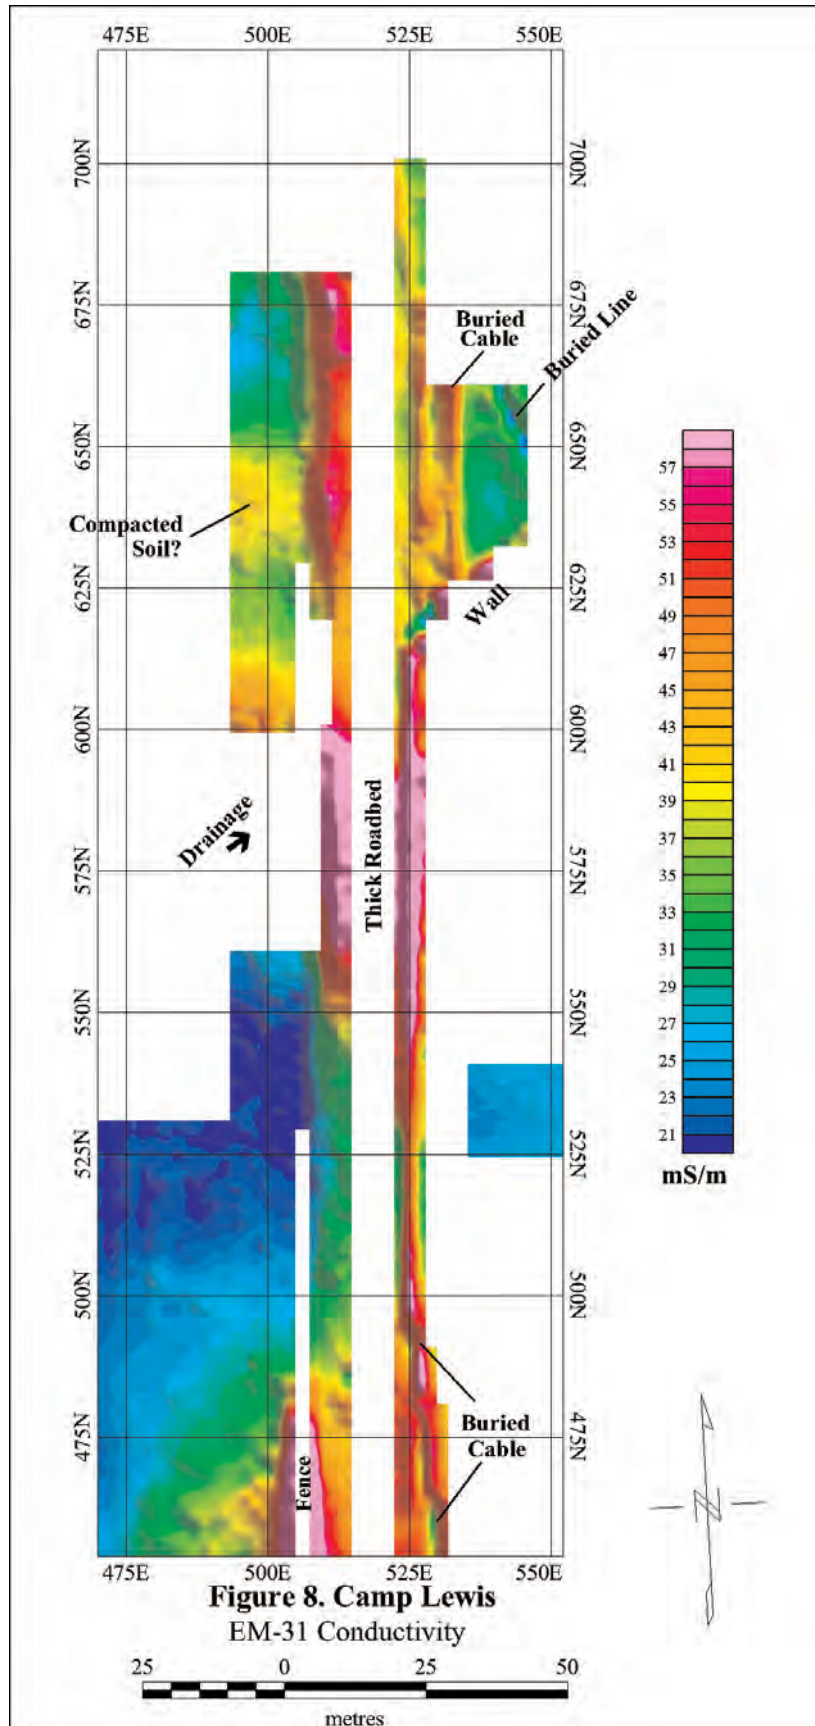 475E 500E 525E 550E
700N 700N
675N 675N
Buried
Cable
Buried Line
650N 650N
Compacted
Soil?
625N 625N
Wall
600N 600N
Drainage
Thick Roadbed
575N 575N
550N 550N
525N 525N
500N 500N
Buried
Cable
475N 475N
Fence
475E 500E 525E 550E
57
55
53
51
49
47
45
43
41
39
37
35
33
31
29
27
25
23
21
mS/m
N
Figure 8. Camp Lewis
EM-31 Conductivity
25 0 25 50
metres